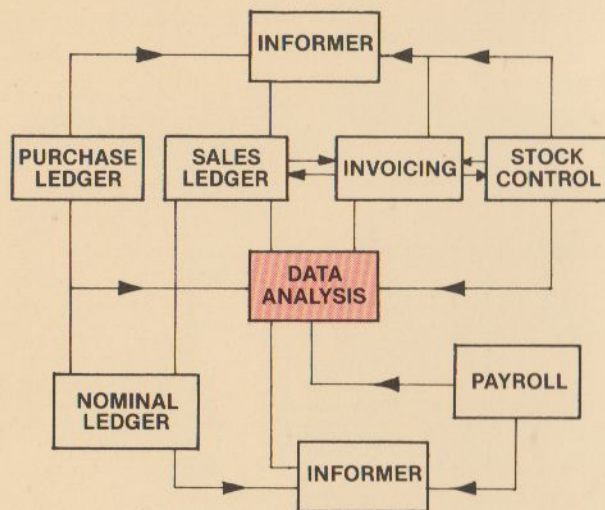 INFORMER
PURCHASE
LEDGER
SALES
LEDGER
INVOICING
STOCK
CONTROL
DATA
ANALYSIS
NOMINAL
LEDGER
PAYROLL
INFORMER